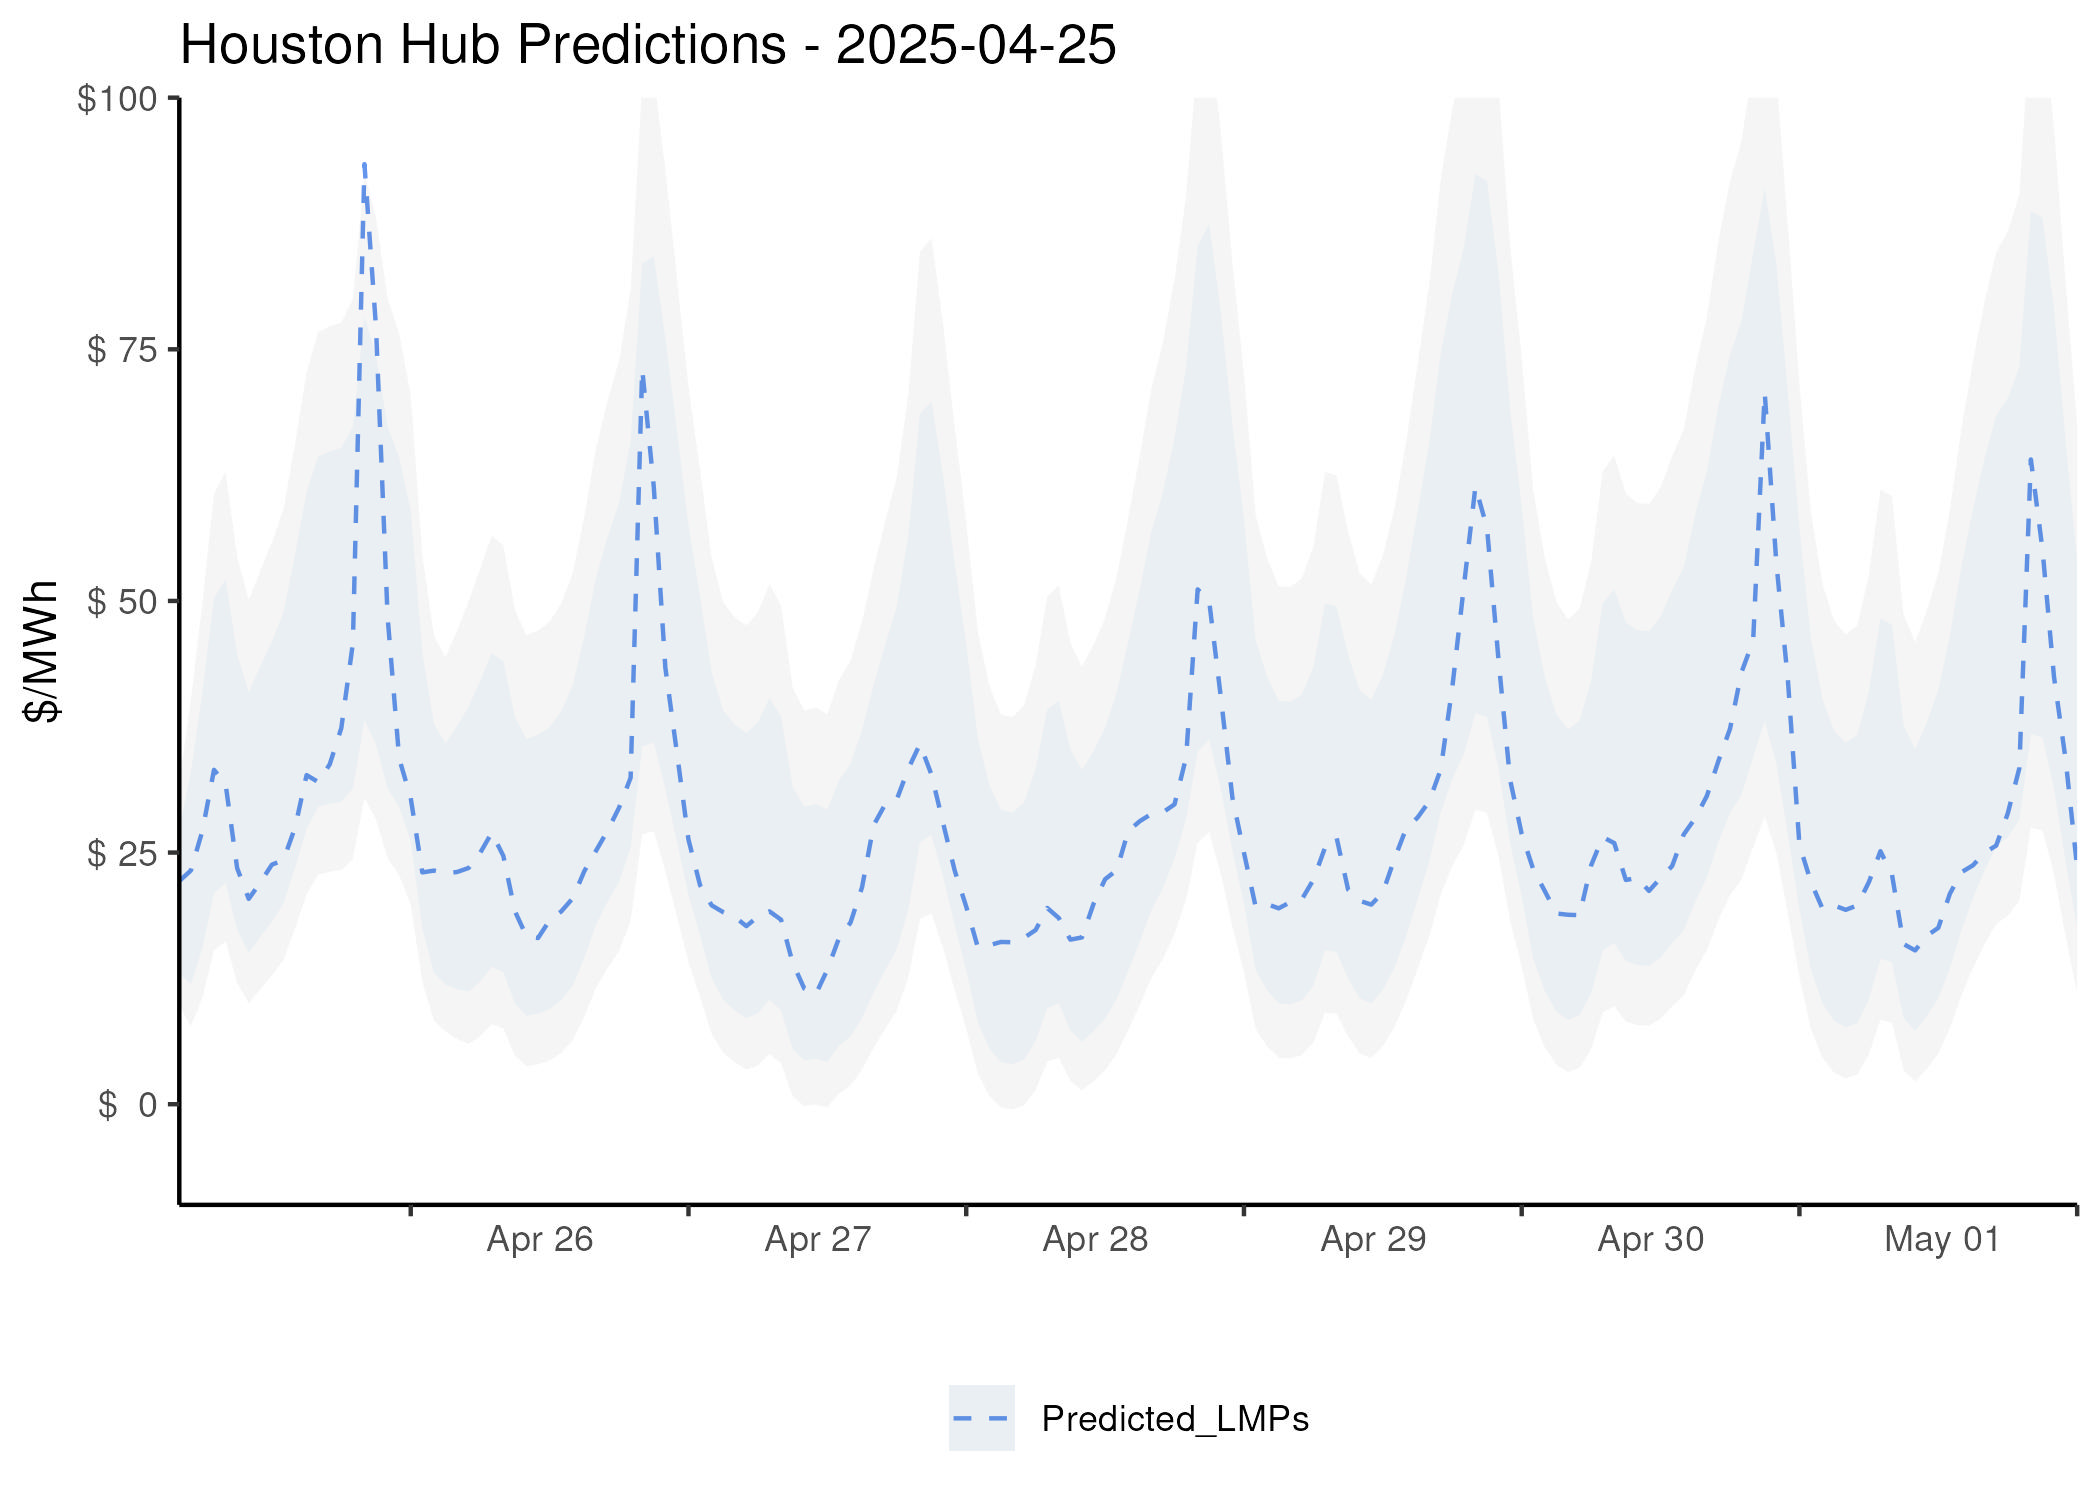 Houston Hub Predictions - 2025-04-25
$100
$ 75
$ 50
$ 25
$  0
$/MWh
Apr 26 Apr 27 Apr 28 Apr 29 Apr 30 May 01
Predicted_LMPs